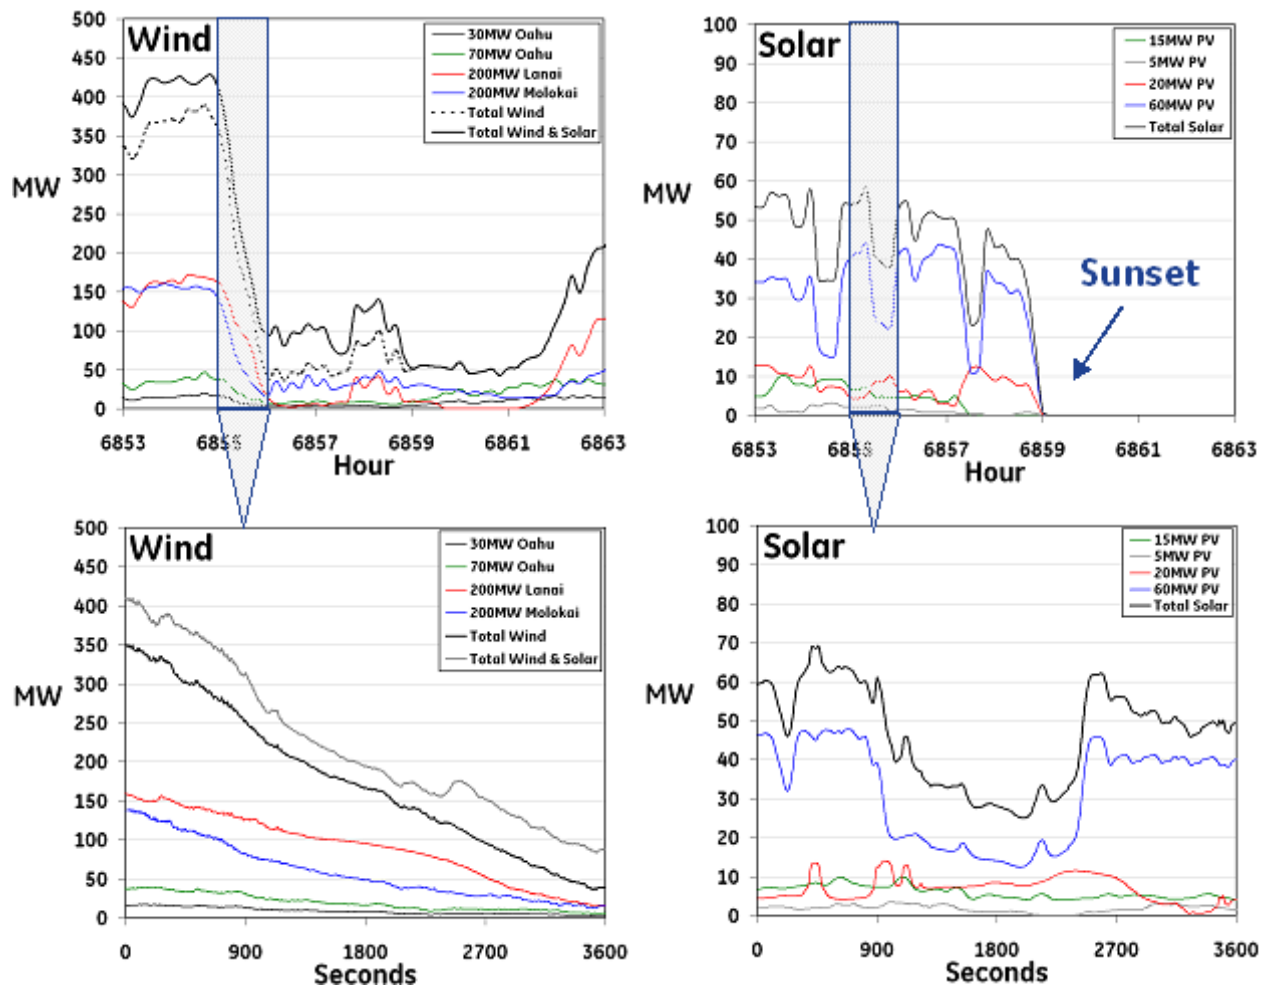 Wind
500
450
400
350
300
250
200
150
100
50
0
MW
30MW Oahu
70MW Oahu
200MW Lanai
200MW Molokai
Total Wind
Total Wind & Solar
6853 6855 6857 6859 6861 6863
Hour
Solar
100
90
80
70
60
50
40
30
20
10
0
MW
15MW PV
5MW PV
20MW PV
60MW PV
Total Solar
Sunset
6853 6855 6857 6859 6861 6863
Hour
Wind
500
450
400
350
300
250
200
150
100
50
0
MW
30MW Oahu
70MW Oahu
200MW Lanai
200MW Molokai
Total Wind
Total Wind & Solar
0 900 1800 2700 3600
Seconds
Solar
100
90
80
70
60
50
40
30
20
10
0
MW
15MW PV
5MW PV
20MW PV
60MW PV
Total Solar
0 900 1800 2700 3600
Seconds